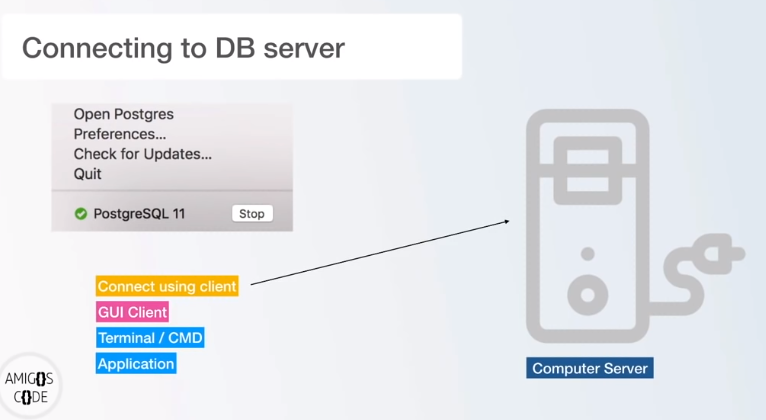 Connecting to DB server
Open Postgres
Preferences...
Check for Updates...
Quit
PostgreSQL 11
Stop
Connect using client
GUI Client
Terminal / CMD
Application
Computer Server
AMIGOS
C{}DE